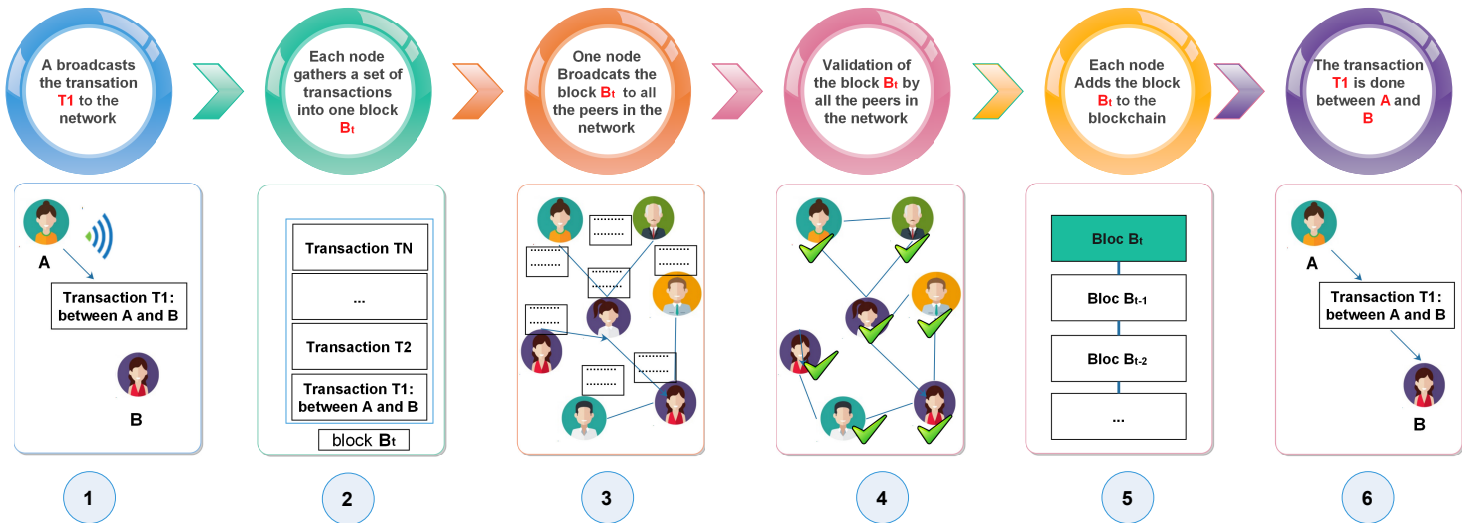 A broadcasts
the transation
T1 to the
network
Each node
gathers a set of
transactions
into one block
Bt
One node
Broadcats the
block Bt to all
the peers in the
network
Validation of
the block Bt by
all the peers in
the network
Each node
Adds the block
Bt to the
blockchain
The transaction
T1 is done
between A and
B
A
Transaction T1:
between A and B
B
Transaction TN
...
Transaction T2
Transaction T1:
between A and B
block Bt
Bloc Bt
Bloc Bt-1
Bloc Bt-2
...
A
Transaction T1:
between A and B
B
1
2
3
4
5
6